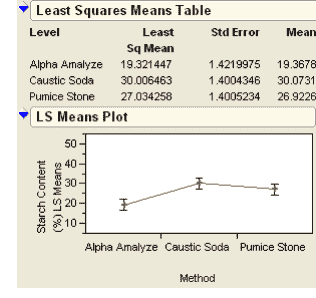 Least Squares Means Table
Level Least Std Error Mean
Sq Mean
Alpha Amalyze 19.321447 1.4219975 19.3678
Caustic Soda 30.006463 1.4004346 30.0731
Pumice Stone 27.034258 1.4005234 26.9226
LS Means Plot
Starch Content
(%) LS Means
50
40
30
20
10
Alpha Amalyze Caustic Soda Pumice Stone
Method